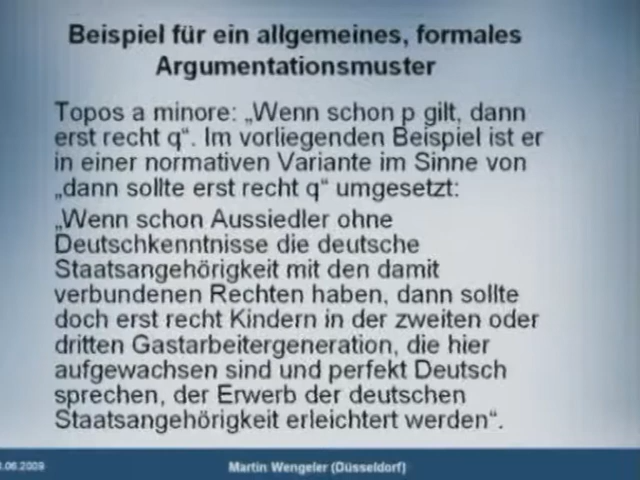 Beispiel für ein allgemeines, formales
Argumentationsmuster
Topos a minore: „Wenn schon p gilt, dann
erst recht q“. Im vorliegenden Beispiel ist er
in einer normativen Variante im Sinne von
„dann sollte erst recht q“ umgesetzt:
„Wenn schon Aussiedler ohne
Deutschkenntnisse die deutsche
Staatsangehörigkeit mit den damit
verbundenen Rechten haben, dann sollte
doch erst recht Kindern in der zweiten oder
dritten Gastarbeitergeneration, die hier
aufgewachsen sind und perfekt Deutsch
sprechen, der Erwerb der deutschen
Staatsangehörigkeit erleichtert werden“.
.06.2009
Martin Wengeler (Düsseldorf)